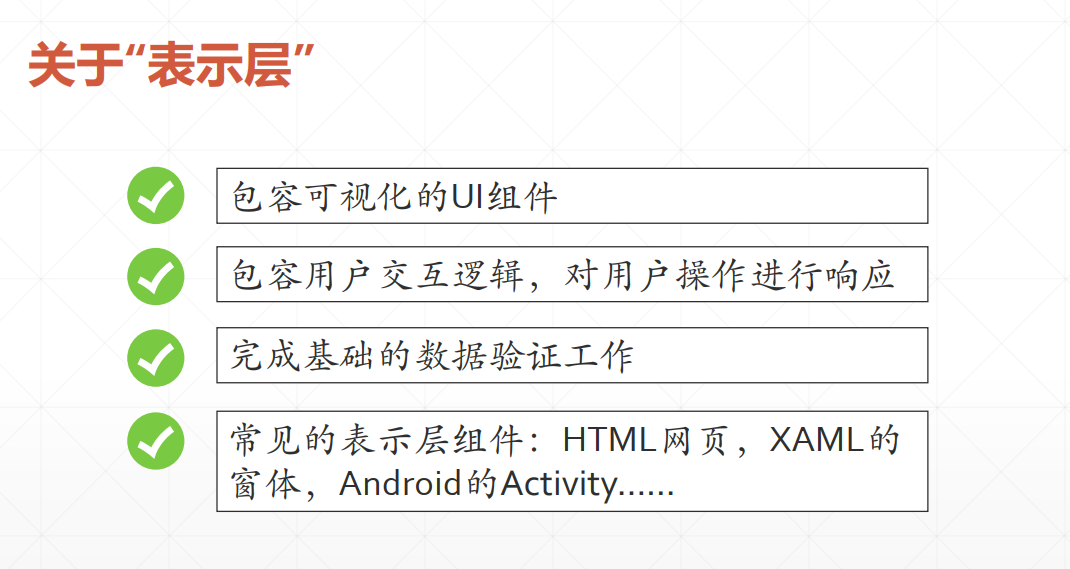 关于“表示层”
包容可视化的UI组件
包容用户交互逻辑，对用户操作进行响应
完成基础的数据验证工作
常见的表示层组件：HTML网页，XAML的
窗体，Android的Activity……